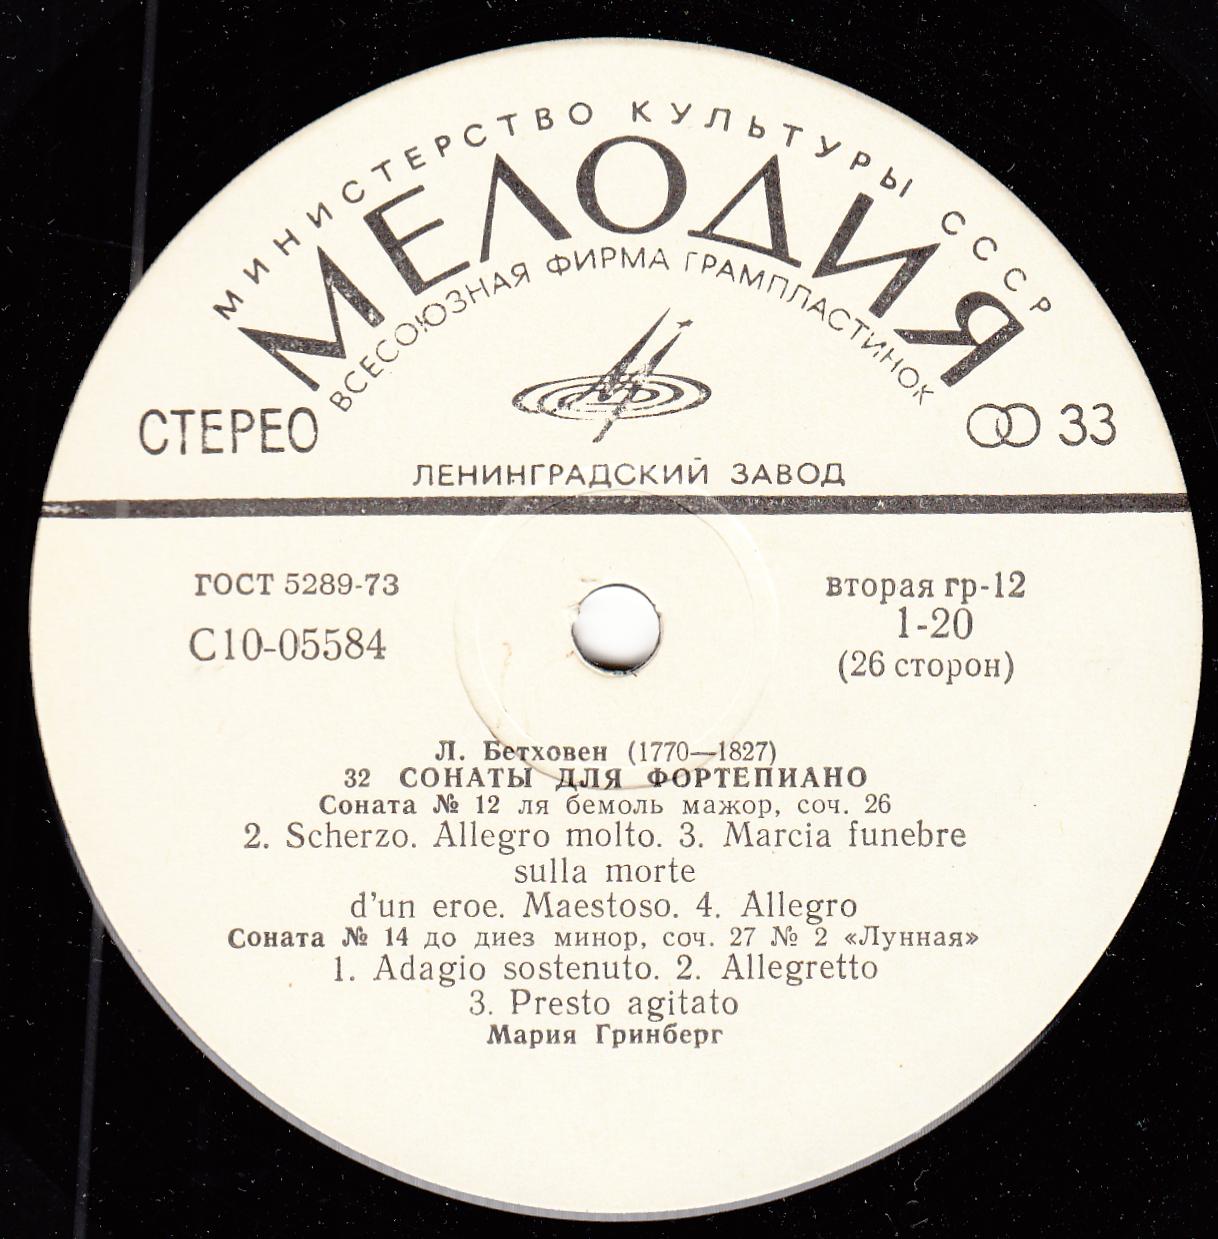 МИНИСТЕРСТВО КУЛЬТУРЫ СССР
МЕЛОДИЯ
ВСЕСОЮЗНАЯ ФИРМА ГРАМПЛАСТИНОК
СТЕРЕО
33
ЛЕНИНГРАДСКИЙ ЗАВОД
ГОСТ 5289-73
вторая гр-12
С10-05584
1-20
(26 сторон)
Л. Бетховен (1770—1827)
32 СОНАТЫ ДЛЯ ФОРТЕПИАНО
Соната № 12 ля бемоль мажор, соч. 26
2. Scherzo. Allegro molto. 3. Marcia funebre
sulla morte
d'un eroe. Maestoso. 4. Allegro
Соната № 14 до диез минор, соч. 27 № 2 «Лунная»
1. Adagio sostenuto. 2. Allegretto
3. Presto agitato
Мария Гринберг